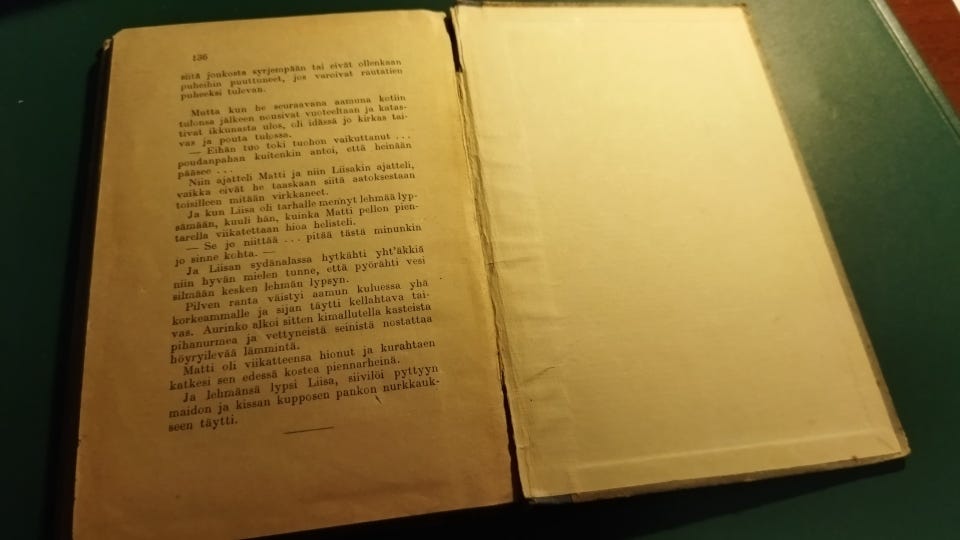 136
siitä joukosta syrjempään tai eivät ollenkaan
puheihin puuttuneet, jos varoivat rautatien
puheeksi tulevan.
Mutta kun he seuraavana aamuna kotiin
tulonsa jälkeen nousivat vuoteeltaan ja katas-
tivat ikkunasta ulos, oli idässä jo kirkas tai-
vas ja pouta tulossa.
— Eihän tuo toki tuohon vaikuttanut . . .
poudanpahan kuitenkin antoi, että heinään
pääsee . . .
Niin ajatteli Matti ja niin Liisakin ajatteli,
vaikka eivät he taaskaan siitä aatoksestaan
toisilleen mitään virkkaneet.
Ja kun Liisa oli tarhalle mennyt lehmää lyp-
sämään, kuuli hän, kuinka Matti pellon pien-
tarella viikatettaan hioa helisteli.
— Se jo niittää . . . pitää tästä minunkin
jo sinne kohta. —
Ja Liisan sydänalassa hytkähti yht'äkkiä
niin hyvän mielen tunne, että pyörähti vesi
silmään kesken lehmän lypsyn.
Pilven ranta väistyi aamun kuluessa yhä
korkeammalle ja sijan täytti kellahtava tai-
vas. Aurinko alkoi sitten kimallutella kasteista
pihanurmea ja vettyneistä seinistä nostattaa
höyryilevää lämmintä.
Matti oli viikatteensa hionut ja kurahtaen
katkesi sen edessä kostea piennarheinä.
Ja lehmänsä lypsi Liisa, siivilöi pyttyyn
maidon ja kissan kupposen pankon nurkkauk-
seen täytti.